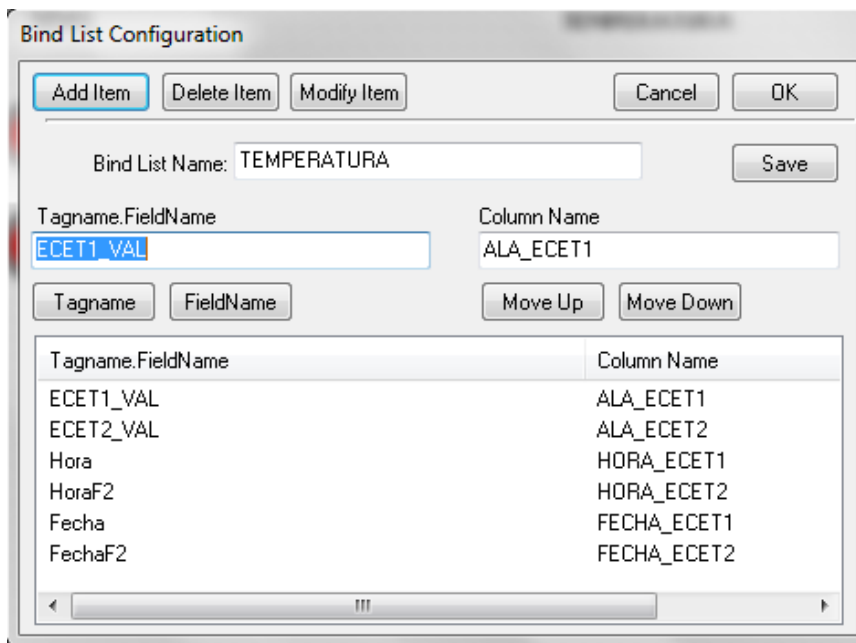 Bind List Configuration
Add Item Delete Item Modify Item Cancel OK
Bind List Name: TEMPERATURA Save
Tagname.FieldName Column Name
ECET1_VAL ALA_ECET1
Tagname FieldName Move Up Move Down
Tagname.FieldName Column Name
ECET1_VAL ALA_ECET1
ECET2_VAL ALA_ECET2
Hora HORA_ECET1
HoraF2 HORA_ECET2
Fecha FECHA_ECET1
FechaF2 FECHA_ECET2